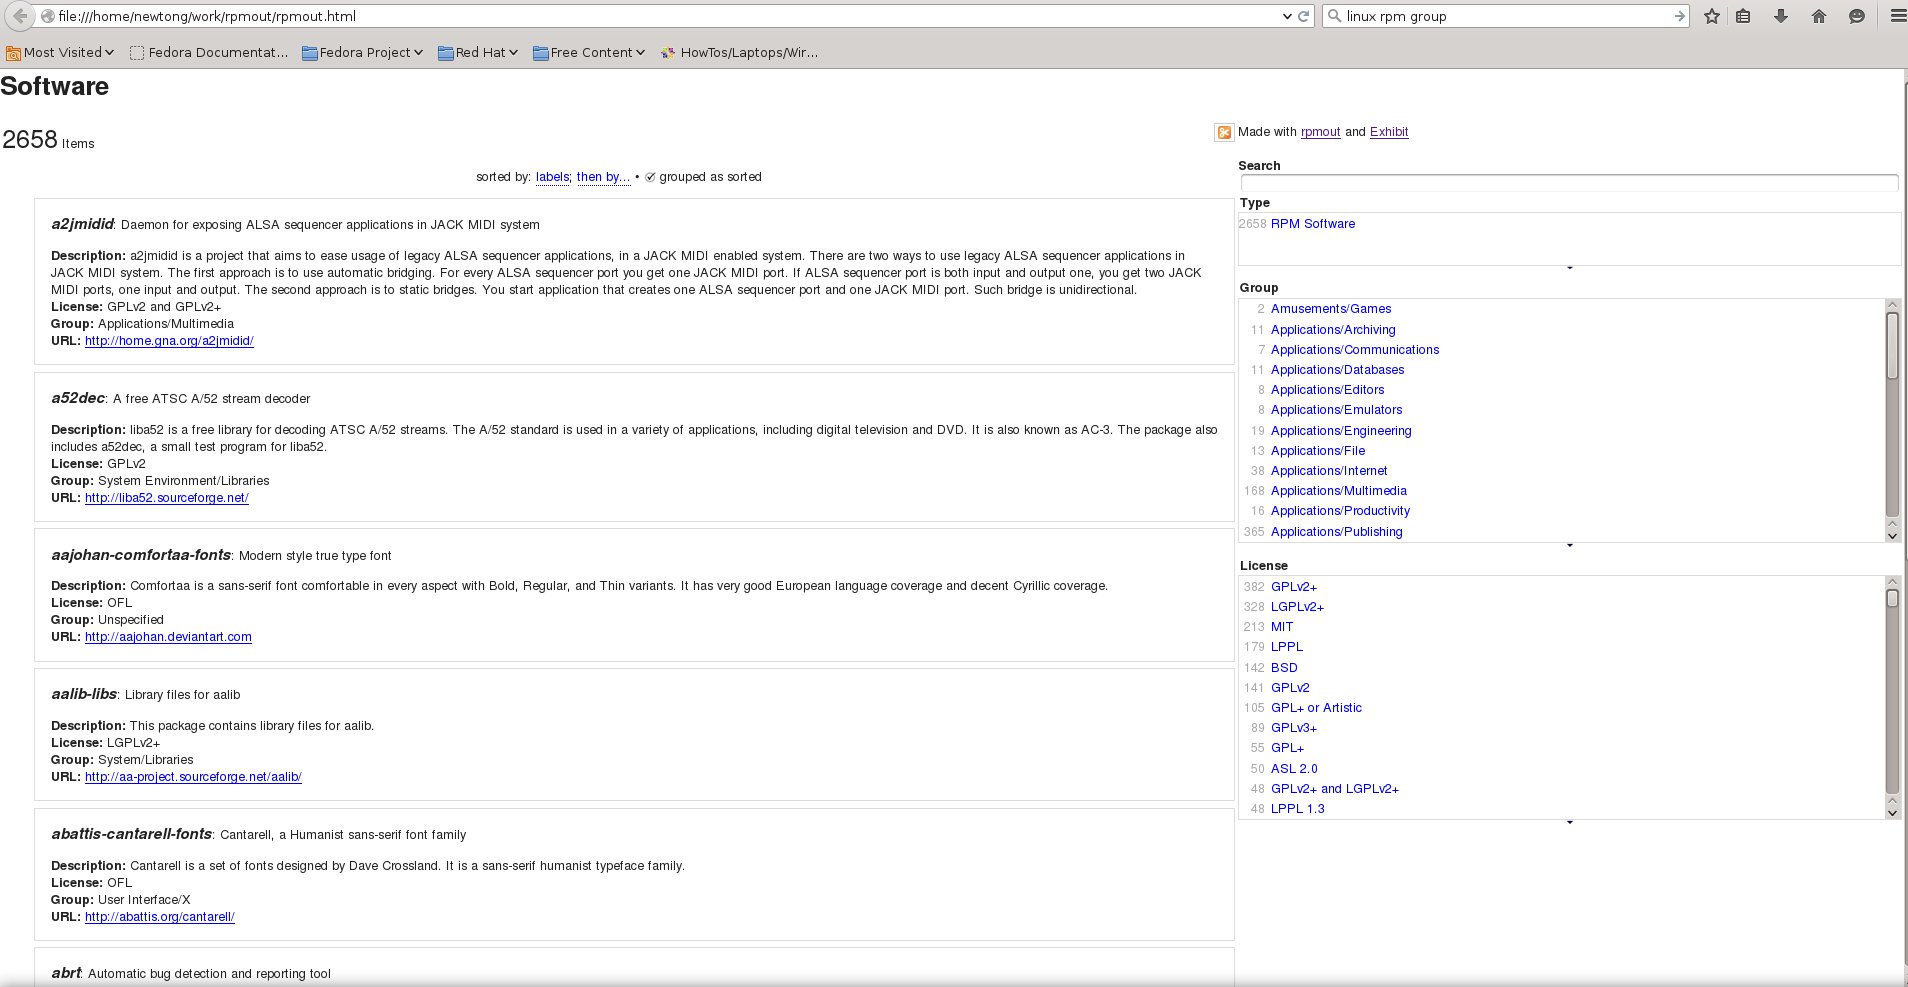 file:///home/newtong/work/rpmout/rpmout.html
linux rpm group
Most Visited
Fedora Documentat...
Fedora Project
Red Hat
Free Content
HowTos/Laptops/Wir...
Software
2658 Items
sorted by: labels; then by... • grouped as sorted
a2jmidid: Daemon for exposing ALSA sequencer applications in JACK MIDI system
Description: a2jmidid is a project that aims to ease usage of legacy ALSA sequencer applications, in a JACK MIDI enabled system. There are two ways to use legacy ALSA sequencer applications in
JACK MIDI system. The first approach is to use automatic bridging. For every ALSA sequencer port you get one JACK MIDI port. If ALSA sequencer port is both input and output one, you get two JACK
MIDI ports, one input and output. The second approach is to static bridges. You start application that creates one ALSA sequencer port and one JACK MIDI port. Such bridge is unidirectional.
License: GPLv2 and GPLv2+
Group: Applications/Multimedia
URL: http://home.gna.org/a2jmidid/
a52dec: A free ATSC A/52 stream decoder
Description: liba52 is a free library for decoding ATSC A/52 streams. The A/52 standard is used in a variety of applications, including digital television and DVD. It is also known as AC-3. The package also
includes a52dec, a small test program for liba52.
License: GPLv2
Group: System Environment/Libraries
URL: http://liba52.sourceforge.net/
aajohan-comfortaa-fonts: Modern style true type font
Description: Comfortaa is a sans-serif font comfortable in every aspect with Bold, Regular, and Thin variants. It has very good European language coverage and decent Cyrillic coverage.
License: OFL
Group: Unspecified
URL: http://aajohan.deviantart.com
aalib-libs: Library files for aalib
Description: This package contains library files for aalib.
License: LGPLv2+
Group: System/Libraries
URL: http://aa-project.sourceforge.net/aalib/
abattis-cantarell-fonts: Cantarell, a Humanist sans-serif font family
Description: Cantarell is a set of fonts designed by Dave Crossland. It is a sans-serif humanist typeface family.
License: OFL
Group: User Interface/X
URL: http://abattis.org/cantarell/
abrt: Automatic bug detection and reporting tool
Made with rpmout and Exhibit
Search
Type
2658 RPM Software
Group
2 Amusements/Games
11 Applications/Archiving
7 Applications/Communications
11 Applications/Databases
8 Applications/Editors
8 Applications/Emulators
19 Applications/Engineering
13 Applications/File
38 Applications/Internet
168 Applications/Multimedia
16 Applications/Productivity
365 Applications/Publishing
License
382 GPLv2+
328 LGPLv2+
213 MIT
179 LPPL
142 BSD
141 GPLv2
105 GPL+ or Artistic
89 GPLv3+
55 GPL+
50 ASL 2.0
48 GPLv2+ and LGPLv2+
48 LPPL 1.3